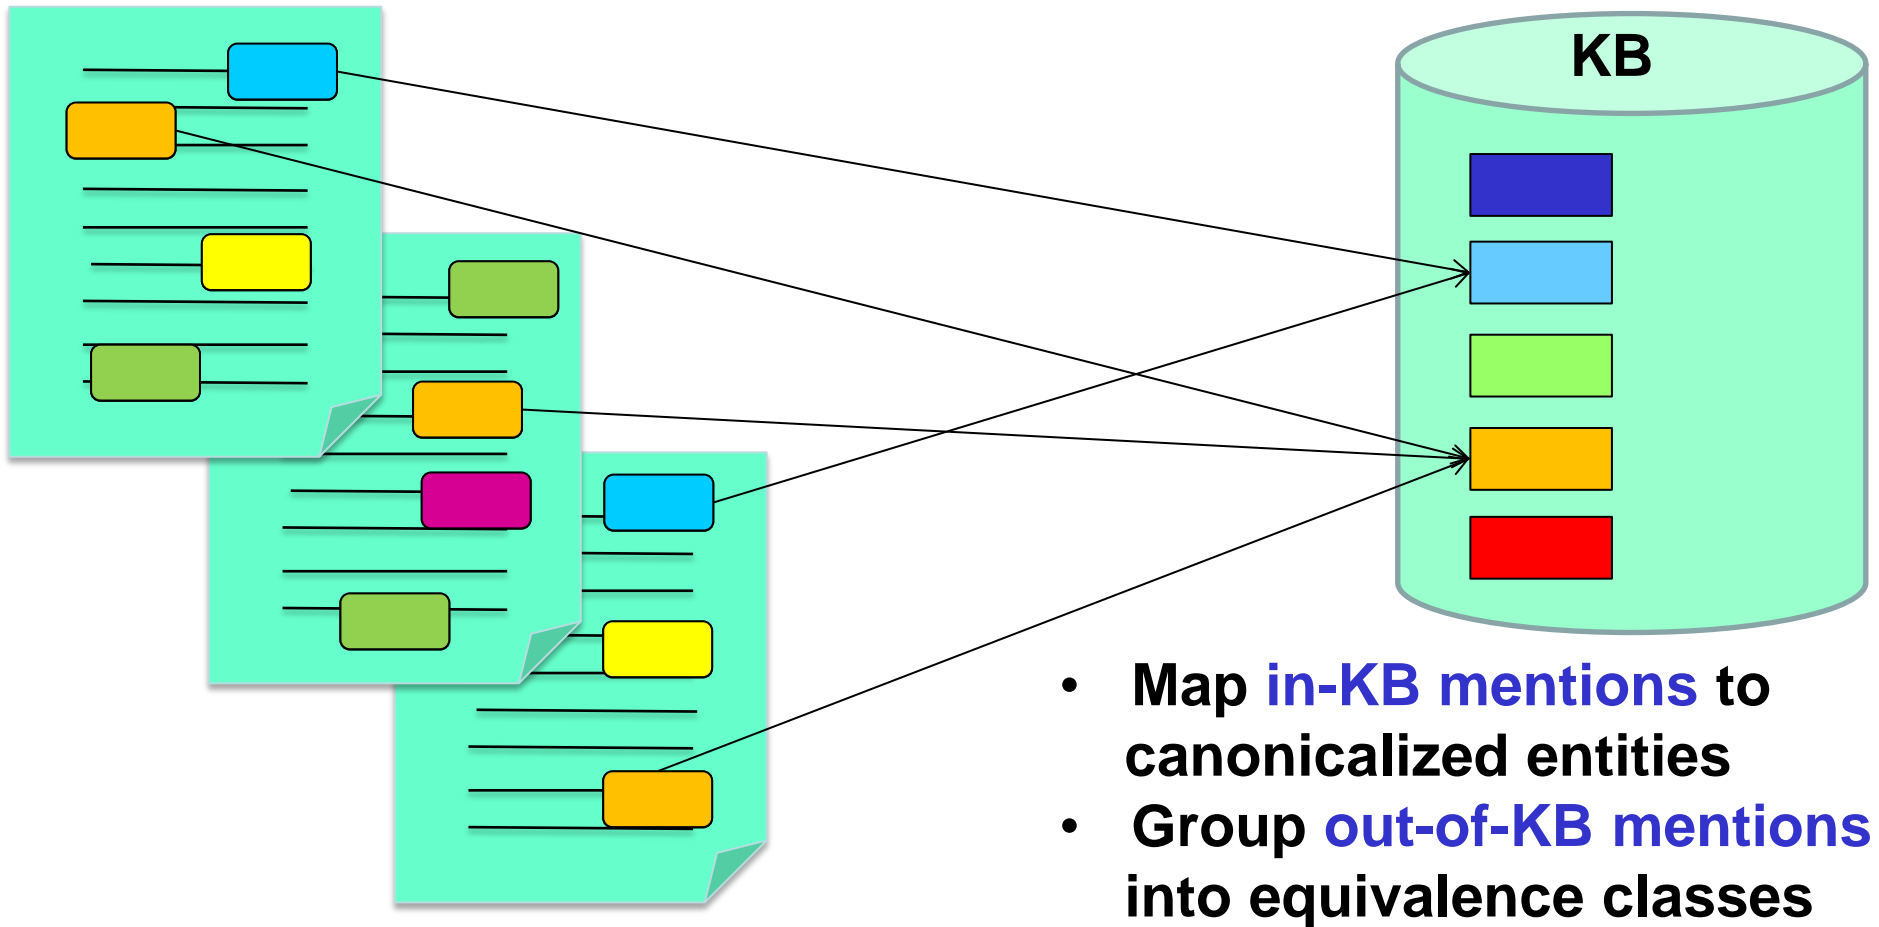 KB
• Map in-KB mentions to
canonicalized entities
• Group out-of-KB mentions
into equivalence classes